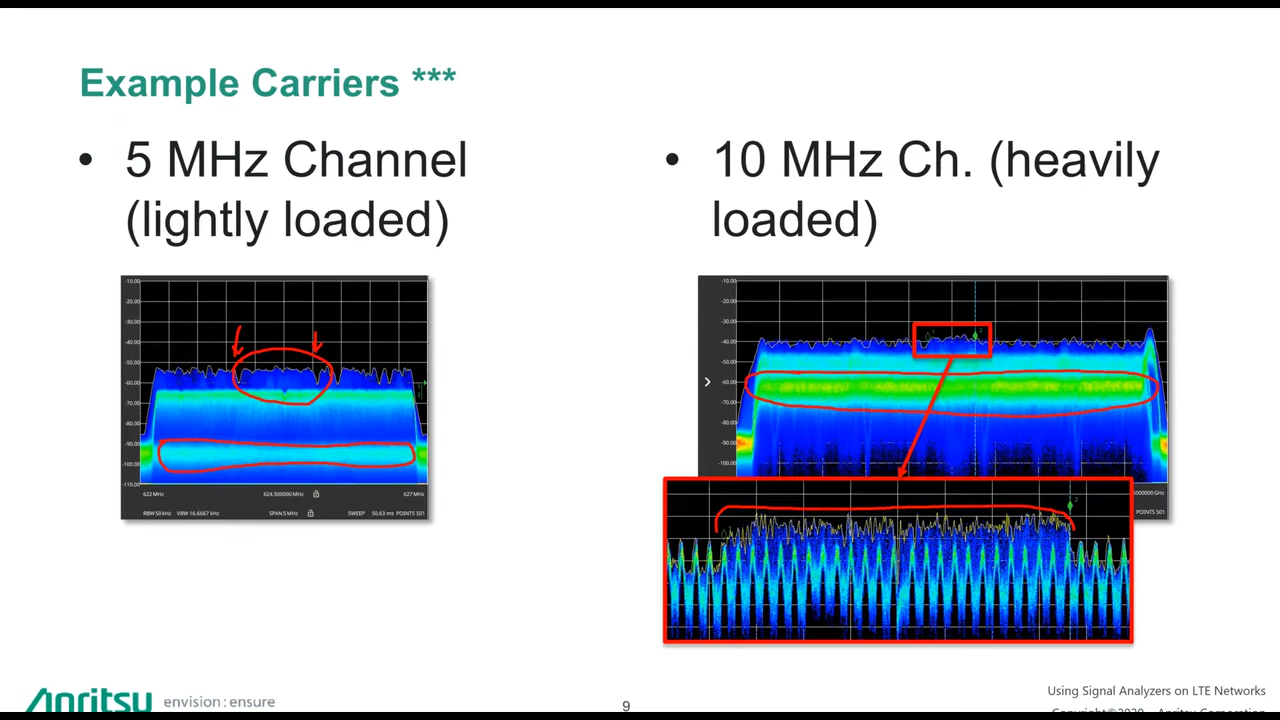 Example Carriers ***
• 5 MHz Channel
(lightly loaded)
• 10 MHz Ch. (heavily
loaded)
-10.00
-20.00
-30.00
-40.00
-50.00
-60.00
-70.00
-80.00
-90.00
-100.00
-110.00
622 MHz 624.500000 MHz 627 MHz
RBW 50 kHz VBW 16.6667 kHz SPAN 5 MHz SWEEP 50.63 ms POINTS 501
-10.00
-20.00
-30.00
-40.00
-50.00
-60.00
-70.00
-80.00
-90.00
-100.00
1
2
000000 GHz
POINTS 501
2
Anritsu envision : ensure
9
Using Signal Analyzers on LTE Networks
Copyright©2020 Anritsu Corporation